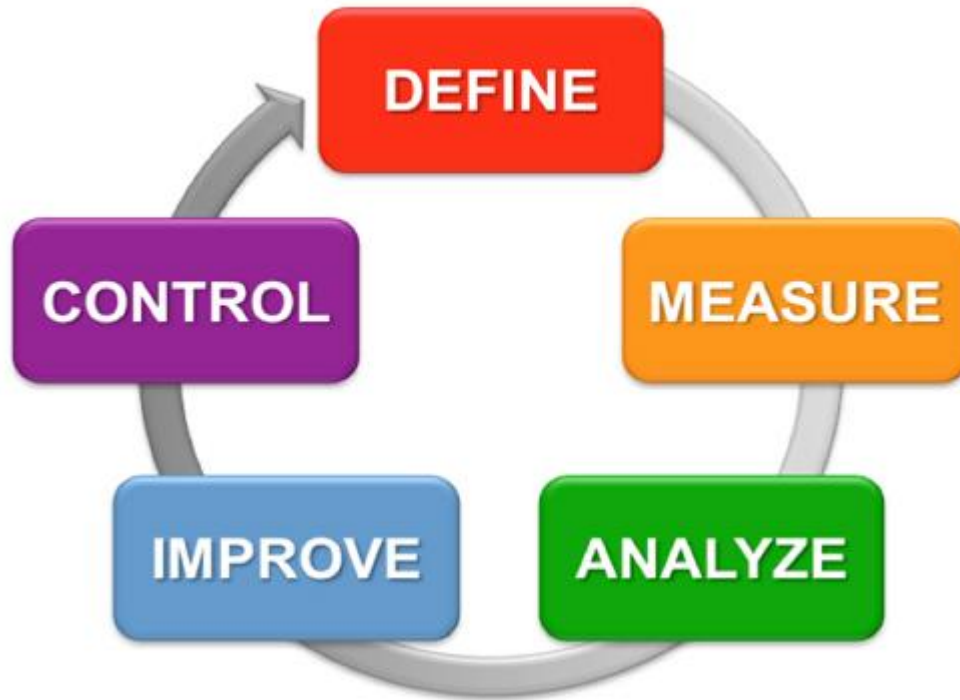 DEFINE
MEASURE
ANALYZE
IMPROVE
CONTROL